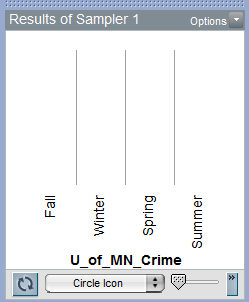 Results of Sampler 1 Options
Fall
Winter
Spring
Summer
U_of_MN_Crime
Circle Icon
»